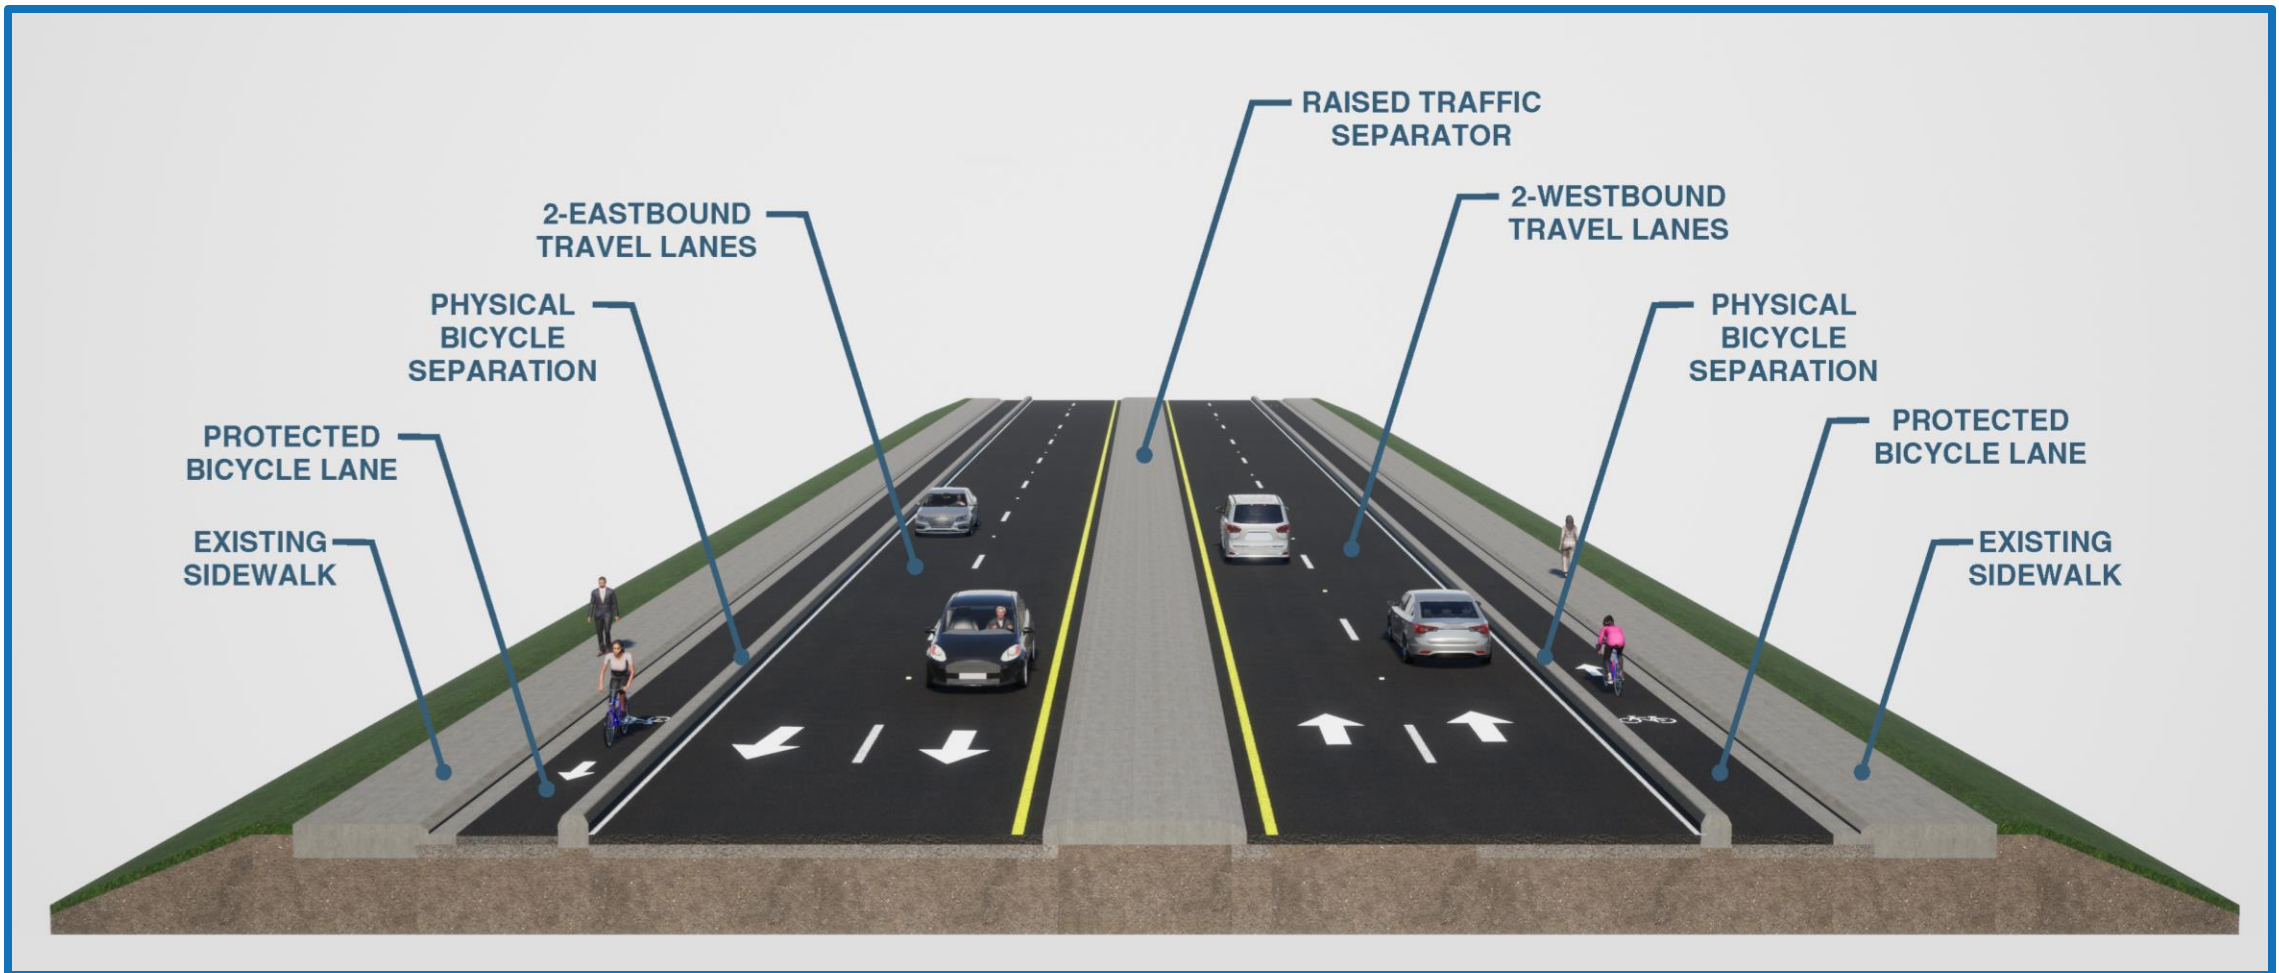 RAISED TRAFFIC
SEPARATOR
2-EASTBOUND
TRAVEL LANES
2-WESTBOUND
TRAVEL LANES
PHYSICAL
BICYCLE
SEPARATION
PHYSICAL
BICYCLE
SEPARATION
PROTECTED
BICYCLE LANE
PROTECTED
BICYCLE LANE
EXISTING
SIDEWALK
EXISTING
SIDEWALK